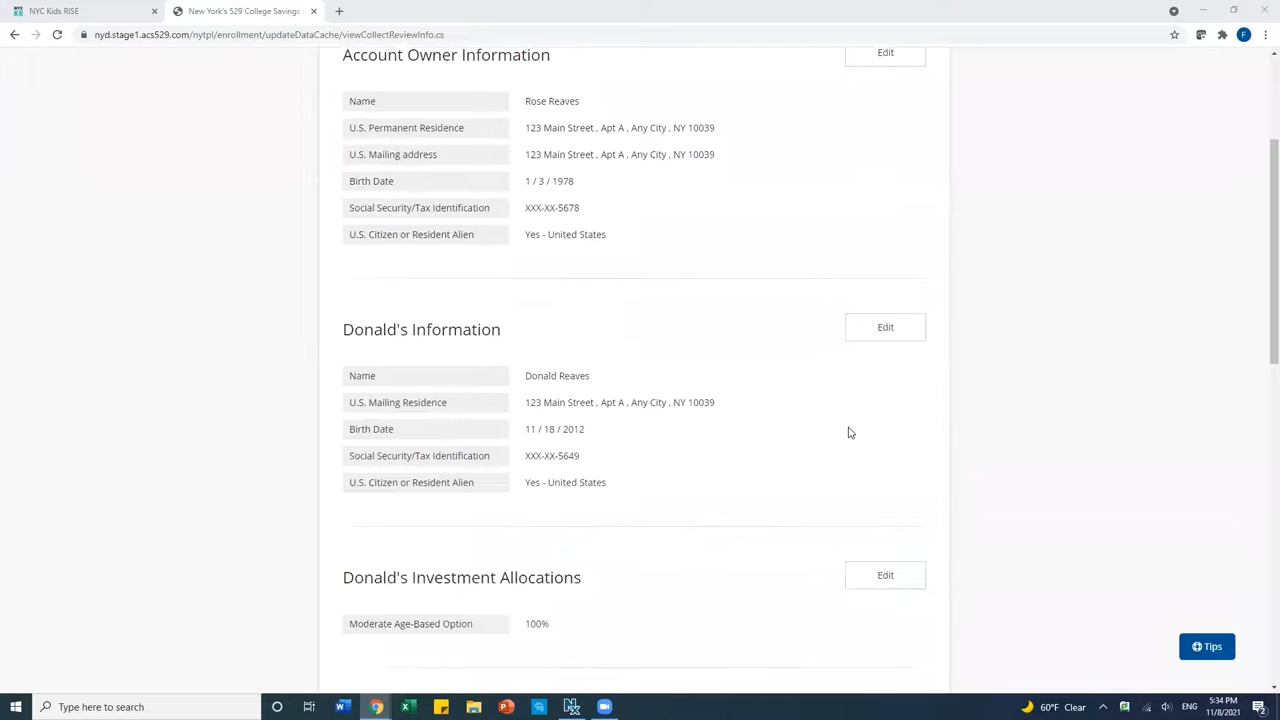 NYC Kids RISE
New York's 529 College Savings
nyd.stage1.acs529.com/nytpl/enrollment/updateDataCache/viewCollectReviewInfo.cs
F
Account Owner Information
Edit
Name Rose Reaves
U.S. Permanent Residence 123 Main Street , Apt A , Any City , NY 10039
U.S. Mailing address 123 Main Street , Apt A , Any City , NY 10039
Birth Date 1 / 3 / 1978
Social Security/Tax Identification XXX-XX-5678
U.S. Citizen or Resident Alien Yes - United States
Donald's Information
Edit
Name Donald Reaves
U.S. Mailing Residence 123 Main Street , Apt A , Any City , NY 10039
Birth Date 11 / 18 / 2012
Social Security/Tax Identification XXX-XX-5649
U.S. Citizen or Resident Alien Yes - United States
Donald's Investment Allocations
Edit
Moderate Age-Based Option 100%
Tips
Type here to search
60°F Clear
ENG
5:34 PM
11/8/2021
2